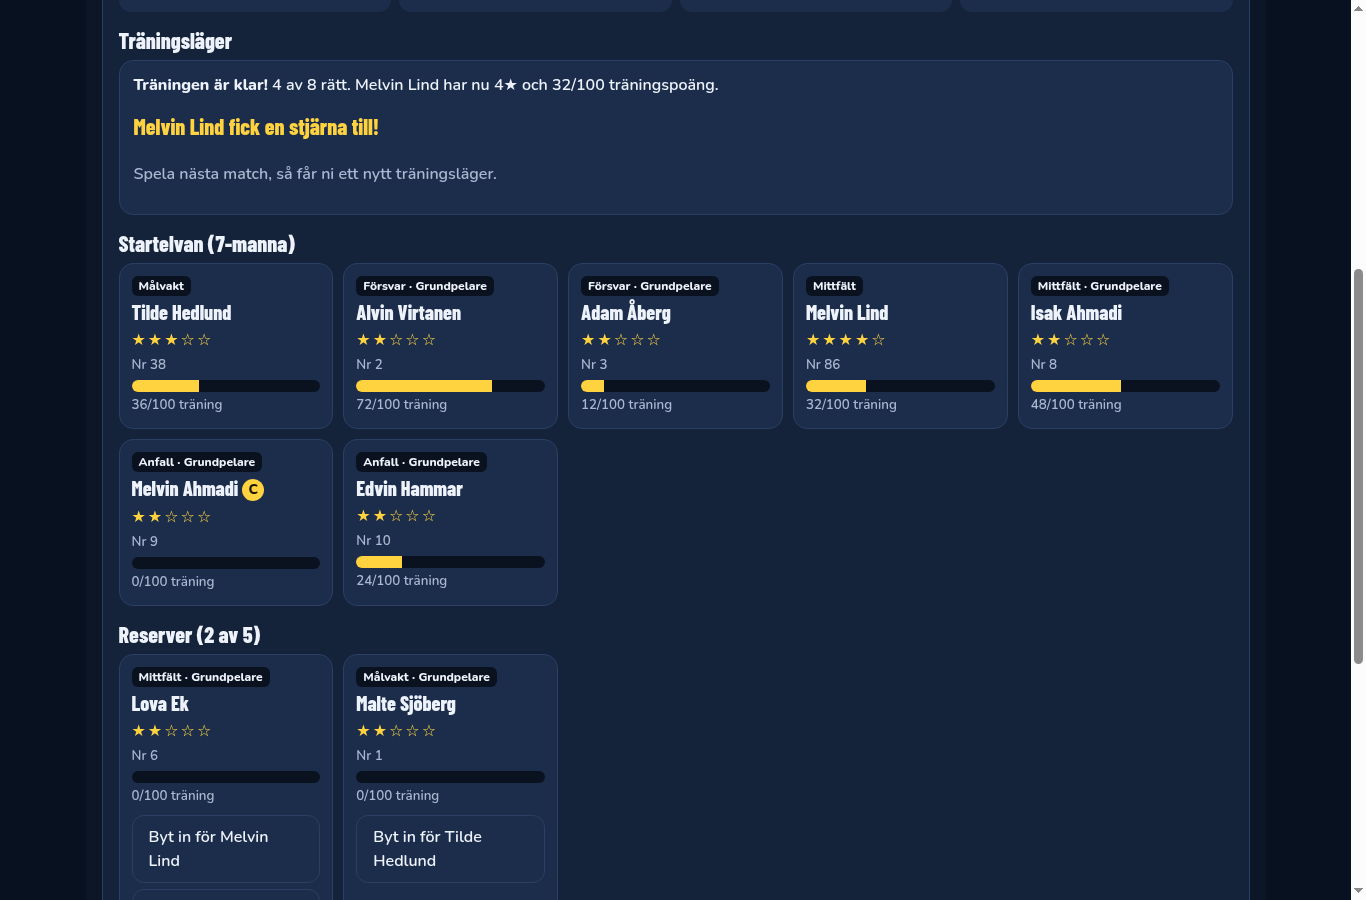 Träningsläger
Träningen är klar! 4 av 8 rätt. Melvin Lind har nu 4★ och 32/100 träningspoäng.
Melvin Lind fick en stjärna till!
Spela nästa match, så får ni ett nytt träningsläger.
Startelvan (7-manna)
Målvakt
Tilde Hedlund
★★★☆☆
Nr 38
36/100 träning
Försvar · Grundpelare
Alvin Virtanen
★★☆☆☆
Nr 2
72/100 träning
Försvar · Grundpelare
Adam Åberg
★★☆☆☆
Nr 3
12/100 träning
Mittfält
Melvin Lind
★★★★☆
Nr 86
32/100 träning
Mittfält · Grundpelare
Isak Ahmadi
★★☆☆☆
Nr 8
48/100 träning
Anfall · Grundpelare
Melvin Ahmadi C
★★☆☆☆
Nr 9
0/100 träning
Anfall · Grundpelare
Edvin Hammar
★★☆☆☆
Nr 10
24/100 träning
Reserver (2 av 5)
Mittfält · Grundpelare
Lova Ek
★★☆☆☆
Nr 6
0/100 träning
Byt in för Melvin
Lind
Målvakt · Grundpelare
Malte Sjöberg
★★☆☆☆
Nr 1
0/100 träning
Byt in för Tilde
Hedlund